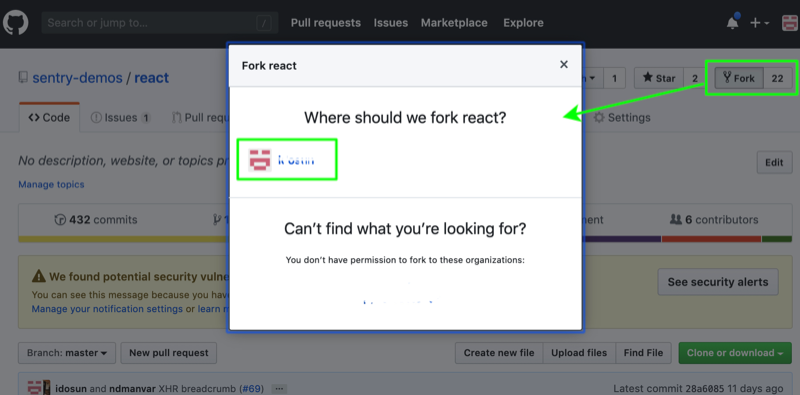 Search or jump to... /
Pull requests Issues Marketplace Explore
Fork react ×
sentry-demos / react
1 Star 2 Fork 22
Where should we fork react?
Code Issues 1 Pull requ Settings
No description, website, or topics pr
Edit
Manage topics
432 commits
6 contributors
Can't find what you're looking for?
You don't have permission to fork to these organizations:
We found potential security vulne
You can see this message because you have
Manage your notification settings or learn m
See security alerts
Branch: master New pull request Create new file Upload files Find File Clone or download
idosun and ndmanvar XHR breadcrumb (#69) ... Latest commit 28a6085 11 days ago